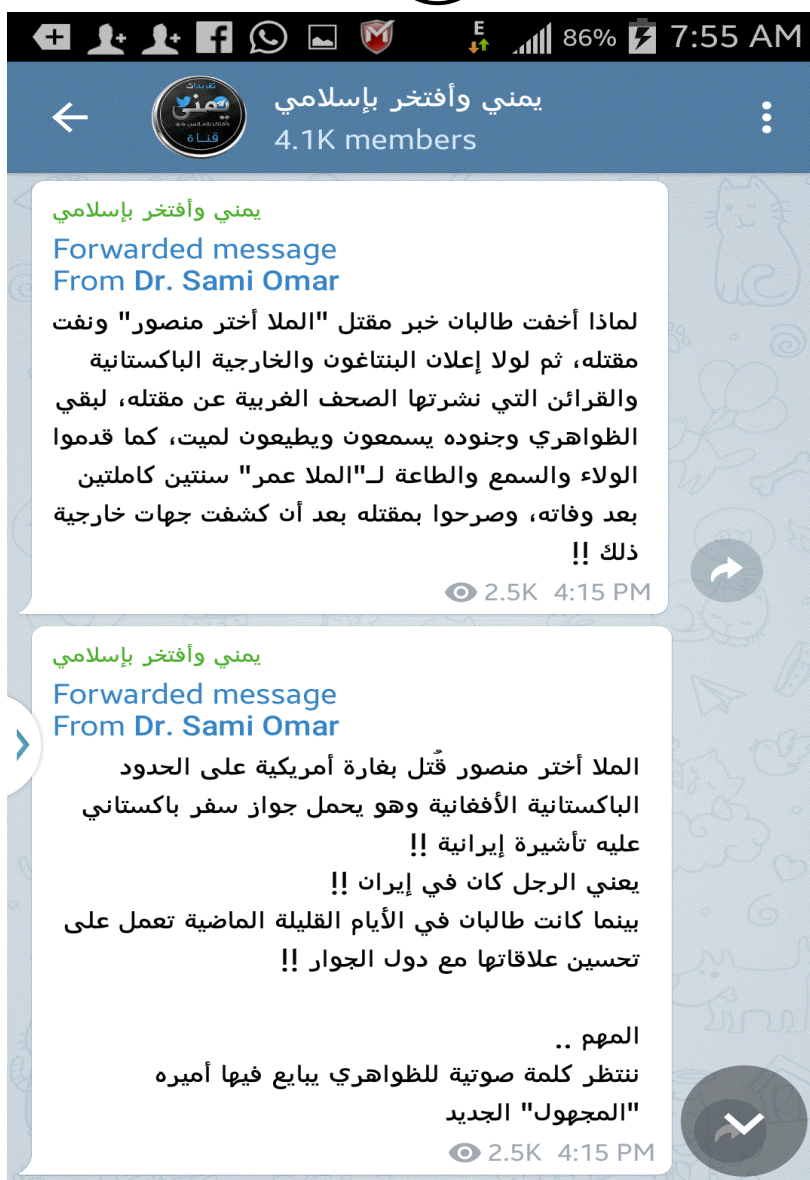 E
86%
7:55 AM
تغريدات
يمني
قناة
يمني وأفتخر بإسلامي
4.1K members
يمني وأفتخر بإسلامي
Forwarded message
From Dr. Sami Omar
لماذا أخفت طالبان خبر مقتل "الملا أختر منصور" ونفت
مقتله، ثم لولا إعلان البنتاغون والخارجية الباكستانية
والقرائن التي نشرتها الصحف الغربية عن مقتله، لبقي
الظواهري وجنوده يسمعون ويطيعون لميت، كما قدموا
الولاء والسمع والطاعة لـ"الملا عمر" سنتين كاملتين
بعد وفاته، وصرحوا بمقتله بعد أن كشفت جهات خارجية
ذلك !!
2.5K 4:15 PM
يمني وأفتخر بإسلامي
Forwarded message
From Dr. Sami Omar
الملا أختر منصور قُتل بغارة أمريكية على الحدود
الباكستانية الأفغانية وهو يحمل جواز سفر باكستاني
عليه تأشيرة إيرانية !!
يعني الرجل كان في إيران !!
بينما كانت طالبان في الأيام القليلة الماضية تعمل على
تحسين علاقاتها مع دول الجوار !!
المهم ..
ننتظر كلمة صوتية للظواهري يبايع فيها أميره
"المجهول" الجديد
2.5K 4:15 PM